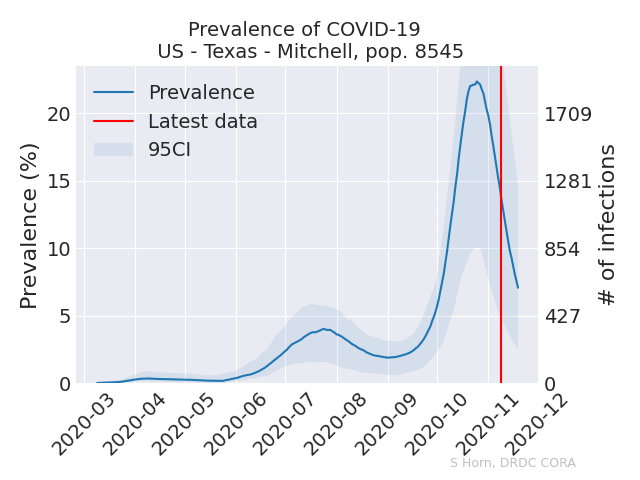 Prevalence of COVID-19
US - Texas - Mitchell, pop. 8545
Prevalence
Latest data
95CI
Prevalence (%)
20
15
10
5
0
1709
1281
854
427
0
# of infections
2020-03
2020-04
2020-05
2020-06
2020-07
2020-08
2020-09
2020-10
2020-11
2020-12
S Horn, DRDC CORA